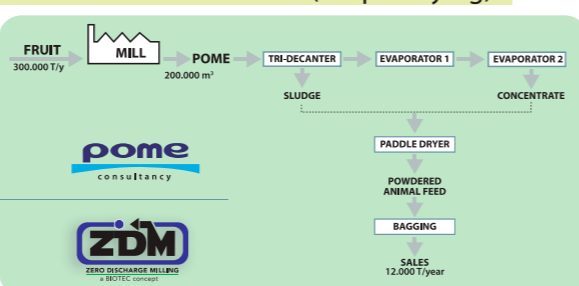 FRUIT
300.000 T/y
MILL
POME
200.000 m³
TRI-DECANTER
EVAPORATOR 1
EVAPORATOR 2
SLUDGE
CONCENTRATE
PADDLE DRYER
POWDERED
ANIMAL FEED
BAGGING
SALES
12.000 T/year
pome
consultancy
ZDM
ZERO DISCHARGE MILLING
a BIOTEC concept